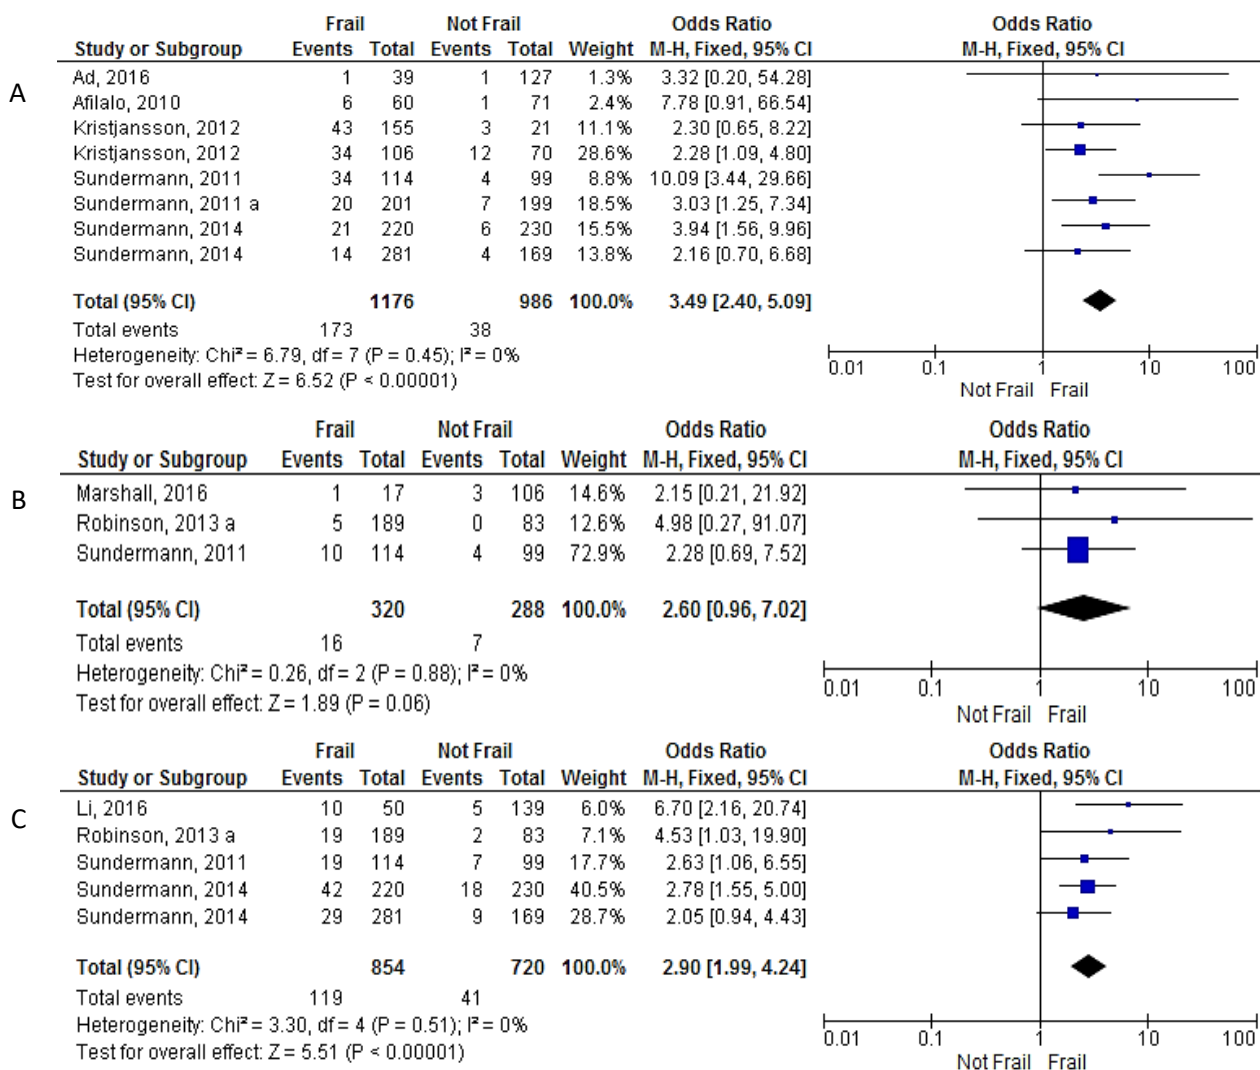 A
Frail Not Frail Odds Ratio Odds Ratio
Study or Subgroup Events Total Events Total Weight M-H, Fixed, 95% CI M-H, Fixed, 95% CI
Ad, 2016 1 39 1 127 1.3% 3.32 [0.20, 54.28]
Afilalo, 2010 6 60 1 71 2.4% 7.78 [0.91, 66.54]
Kristjansson, 2012 43 155 3 21 11.1% 2.30 [0.65, 8.22]
Kristjansson, 2012 34 106 12 70 28.6% 2.28 [1.09, 4.80]
Sundermann, 2011 34 114 4 99 8.8% 10.09 [3.44, 29.66]
Sundermann, 2011 a 20 201 7 199 18.5% 3.03 [1.25, 7.34]
Sundermann, 2014 21 220 6 230 15.5% 3.94 [1.56, 9.96]
Sundermann, 2014 14 281 4 169 13.8% 2.16 [0.70, 6.68]
Total (95% CI) 1176 986 100.0% 3.49 [2.40, 5.09]
Total events 173 38
Heterogeneity: Chi² = 6.79, df = 7 (P = 0.45); I² = 0%
Test for overall effect: Z = 6.52 (P < 0.00001)
0.01 0.1 1 10 100
Not Frail Frail
B
Frail Not Frail Odds Ratio Odds Ratio
Study or Subgroup Events Total Events Total Weight M-H, Fixed, 95% CI M-H, Fixed, 95% CI
Marshall, 2016 1 17 3 106 14.6% 2.15 [0.21, 21.92]
Robinson, 2013 a 5 189 0 83 12.6% 4.98 [0.27, 91.07]
Sundermann, 2011 10 114 4 99 72.9% 2.28 [0.69, 7.52]
Total (95% CI) 320 288 100.0% 2.60 [0.96, 7.02]
Total events 16 7
Heterogeneity: Chi² = 0.26, df = 2 (P = 0.88); I² = 0%
Test for overall effect: Z = 1.89 (P = 0.06)
0.01 0.1 1 10 100
Not Frail Frail
C
Frail Not Frail Odds Ratio Odds Ratio
Study or Subgroup Events Total Events Total Weight M-H, Fixed, 95% CI M-H, Fixed, 95% CI
Li, 2016 10 50 5 139 6.0% 6.70 [2.16, 20.74]
Robinson, 2013 a 19 189 2 83 7.1% 4.53 [1.03, 19.90]
Sundermann, 2011 19 114 7 99 17.7% 2.63 [1.06, 6.55]
Sundermann, 2014 42 220 18 230 40.5% 2.78 [1.55, 5.00]
Sundermann, 2014 29 281 9 169 28.7% 2.05 [0.94, 4.43]
Total (95% CI) 854 720 100.0% 2.90 [1.99, 4.24]
Total events 119 41
Heterogeneity: Chi² = 3.30, df = 4 (P = 0.51); I² = 0%
Test for overall effect: Z = 5.51 (P < 0.00001)
0.01 0.1 1 10 100
Not Frail Frail